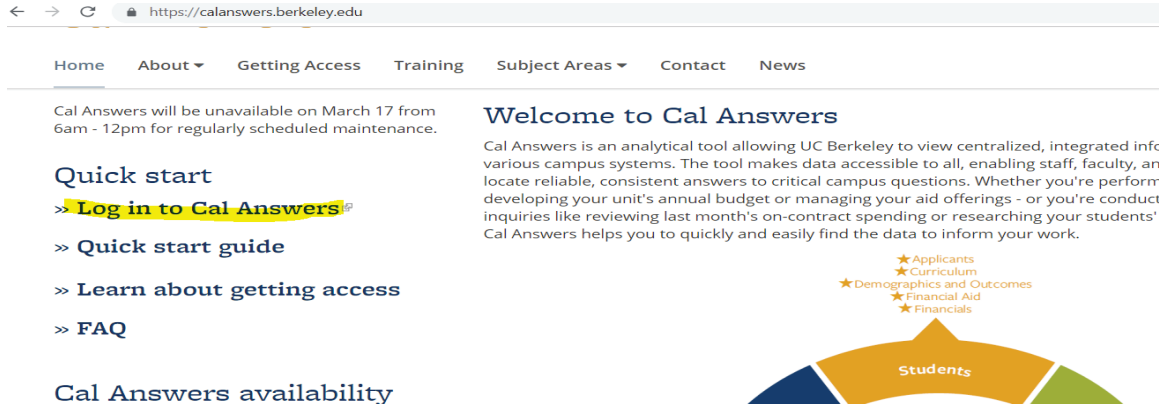 https://calanswers.berkeley.edu
Home About Getting Access Training Subject Areas Contact News
Cal Answers will be unavailable on March 17 from
6am - 12pm for regularly scheduled maintenance.
Quick start
» Log in to Cal Answers
» Quick start guide
» Learn about getting access
» FAQ
Cal Answers availability
Welcome to Cal Answers
Cal Answers is an analytical tool allowing UC Berkeley to view centralized, integrated
various campus systems. The tool makes data accessible to all, enabling staff, faculty,
locate reliable, consistent answers to critical campus questions. Whether you're
developing your unit's annual budget or managing your aid offerings - or you're
inquiries like reviewing last month's on-contract spending or researching your students'
Cal Answers helps you to quickly and easily find the data to inform your work.
★Applicants
★Curriculum
★Demographics and Outcomes
★Financial Aid
★Financials
Students